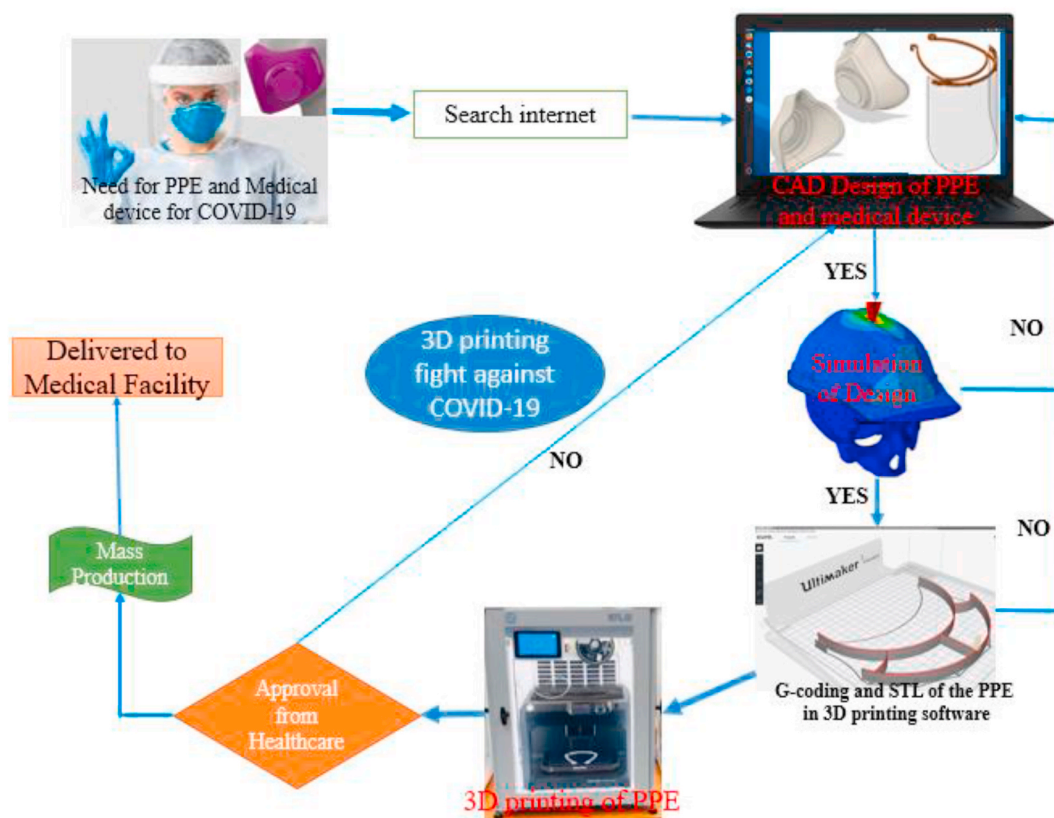 Need for PPE and Medical
device for COVID-19
Search internet
CAD Design of PPE
and medical device
YES
NO
Simulation
of Design
YES
NO
3D printing
fight against
COVID-19
NO
Delivered to
Medical Facility
Mass
Production
Approval
from
Healthcare
3D printing of PPE
Ultimaker
G-coding and STL of the PPE
in 3D printing software